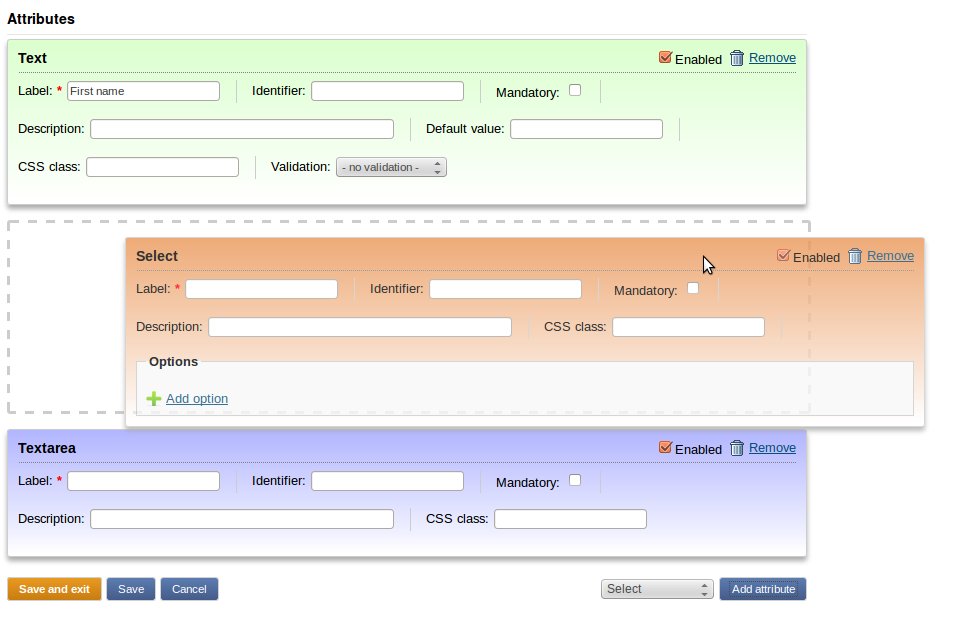 Attributes
Text Enabled Remove
Label: * First name Identifier: Mandatory:
Description: Default value:
CSS class: Validation: - no validation -
Select Enabled Remove
Label: * Identifier: Mandatory:
Description: CSS class:
Options
Add option
Textarea Enabled Remove
Label: * Identifier: Mandatory:
Description: CSS class:
Save and exit Save Cancel Select Add attribute